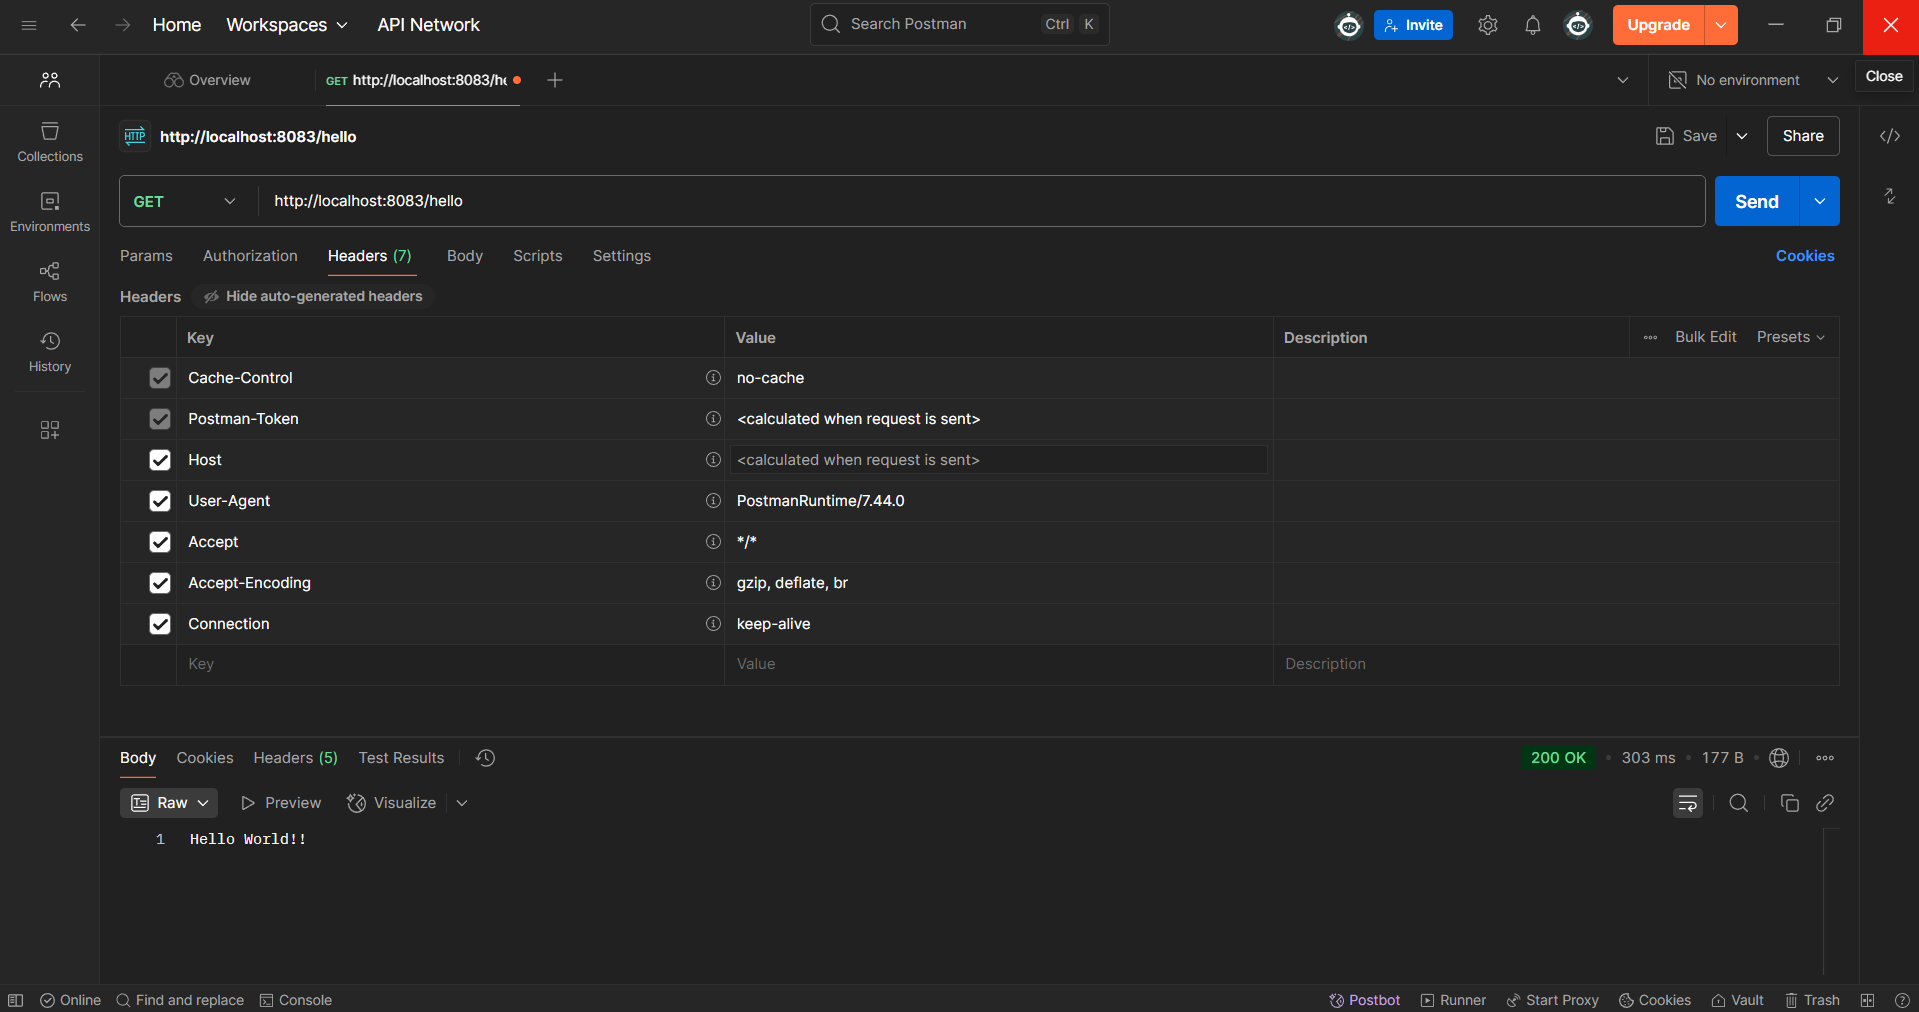 Home Workspaces API Network Search Postman Ctrl K Invite Upgrade
Overview GET http://localhost:8083/he No environment Close
HTTP http://localhost:8083/hello Save Share
GET http://localhost:8083/hello Send
Params Authorization Headers (7) Body Scripts Settings Cookies
Headers Hide auto-generated headers
Key Value Description Bulk Edit Presets
Cache-Control no-cache
Postman-Token <calculated when request is sent>
Host <calculated when request is sent>
User-Agent PostmanRuntime/7.44.0
Accept */*
Accept-Encoding gzip, deflate, br
Connection keep-alive
Key Value Description
Collections
Environments
Flows
History
Body Cookies Headers (5) Test Results 200 OK • 303 ms • 177 B •
Raw Preview Visualize
1 Hello World!!
Online Find and replace Console Postbot Runner Start Proxy Cookies Vault Trash